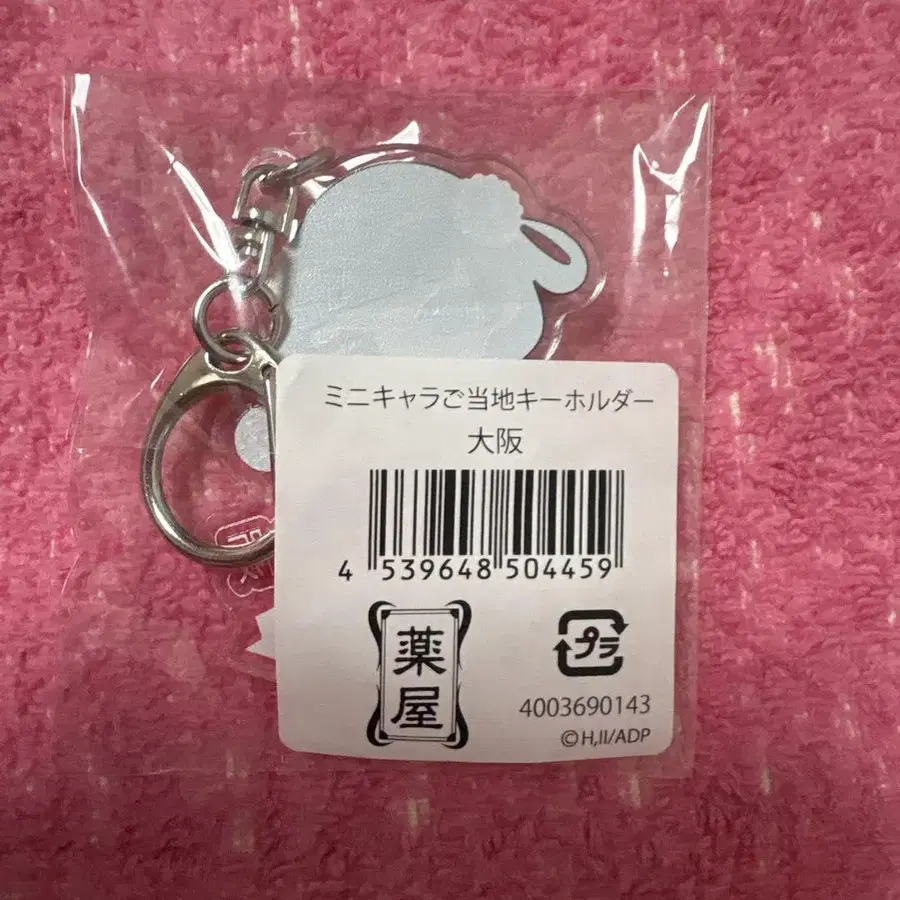 ミニキャラご当地キーホルダー
大阪
4 539648 504459
薬屋
プラ
4003690143
©H,II/ADP